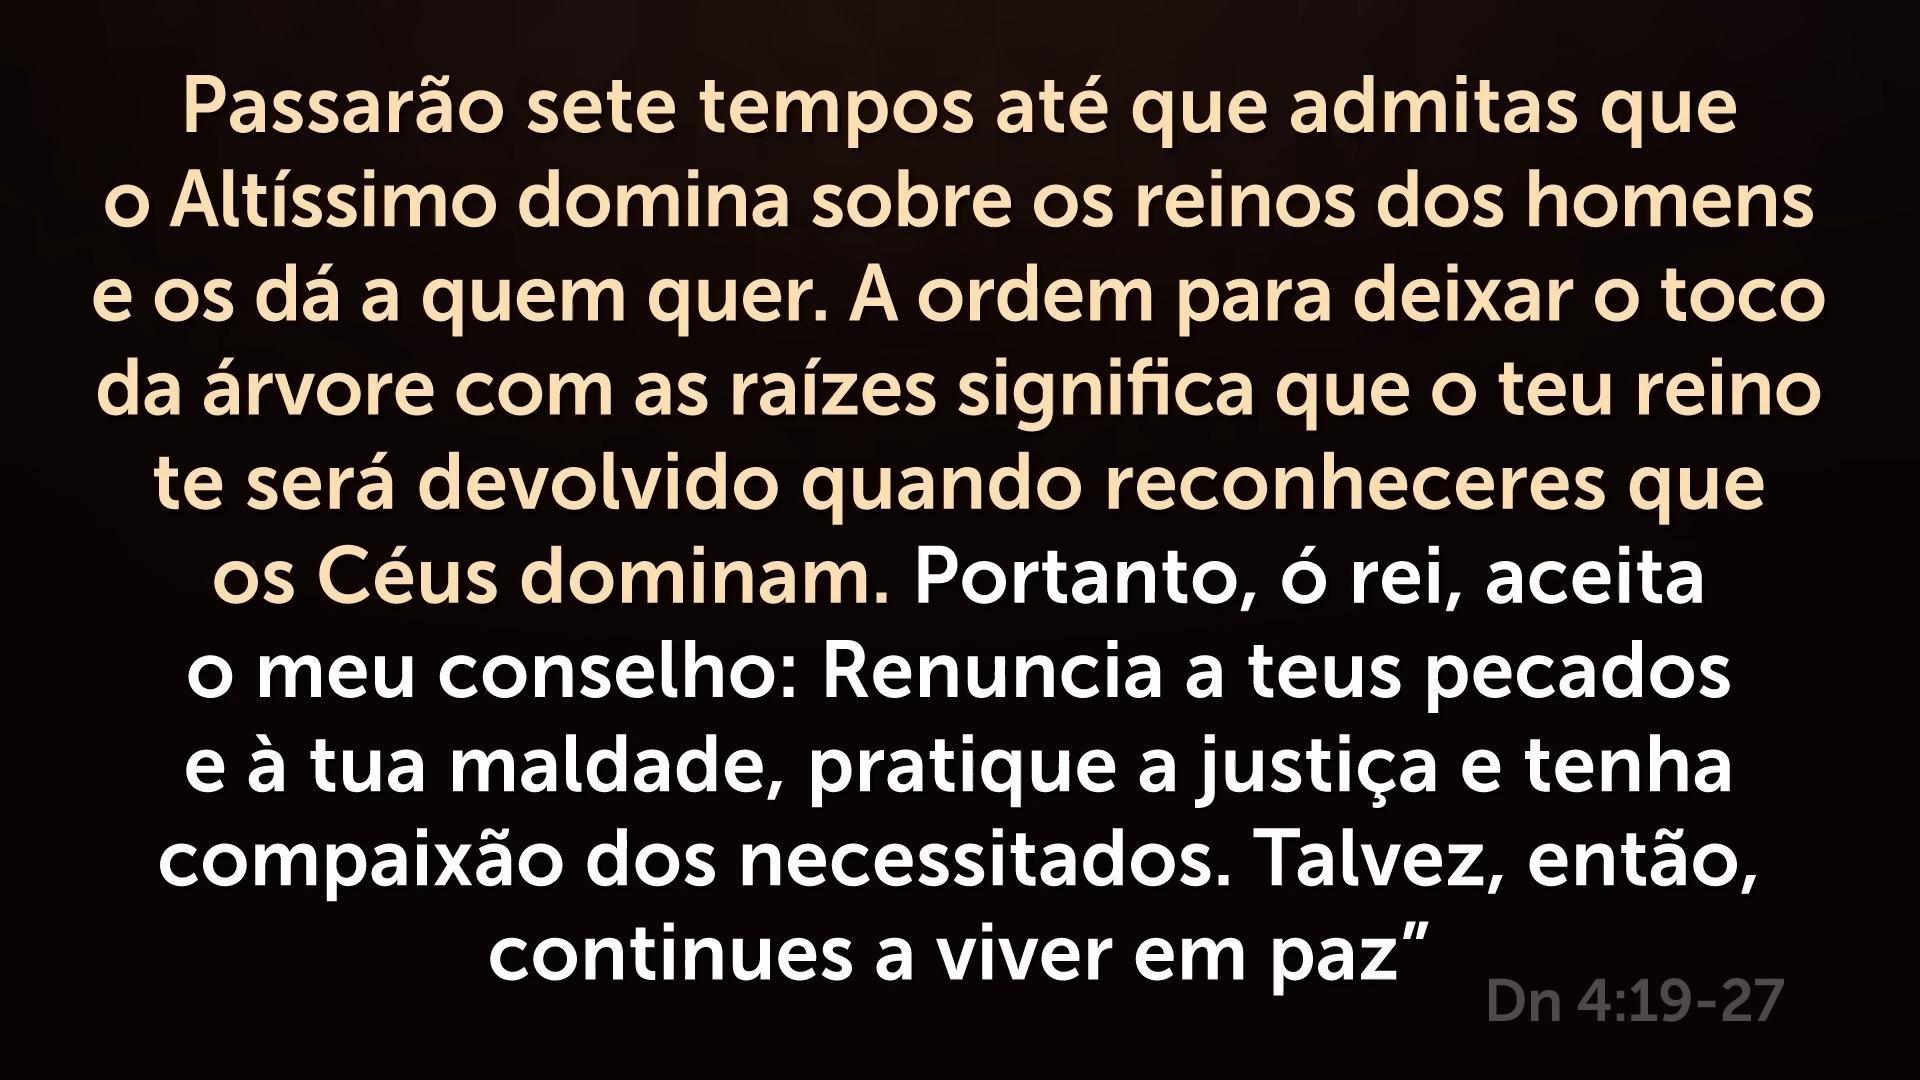 Passarão sete tempos até que admitas que
o Altíssimo domina sobre os reinos dos homens
e os dá a quem quer. A ordem para deixar o toco
da árvore com as raízes significa que o teu reino
te será devolvido quando reconheceres que
os Céus dominam. Portanto, ó rei, aceita
o meu conselho: Renuncia a teus pecados
e à tua maldade, pratique a justiça e tenha
compaixão dos necessitados. Talvez, então,
continues a viver em paz”
Dn 4:19-27